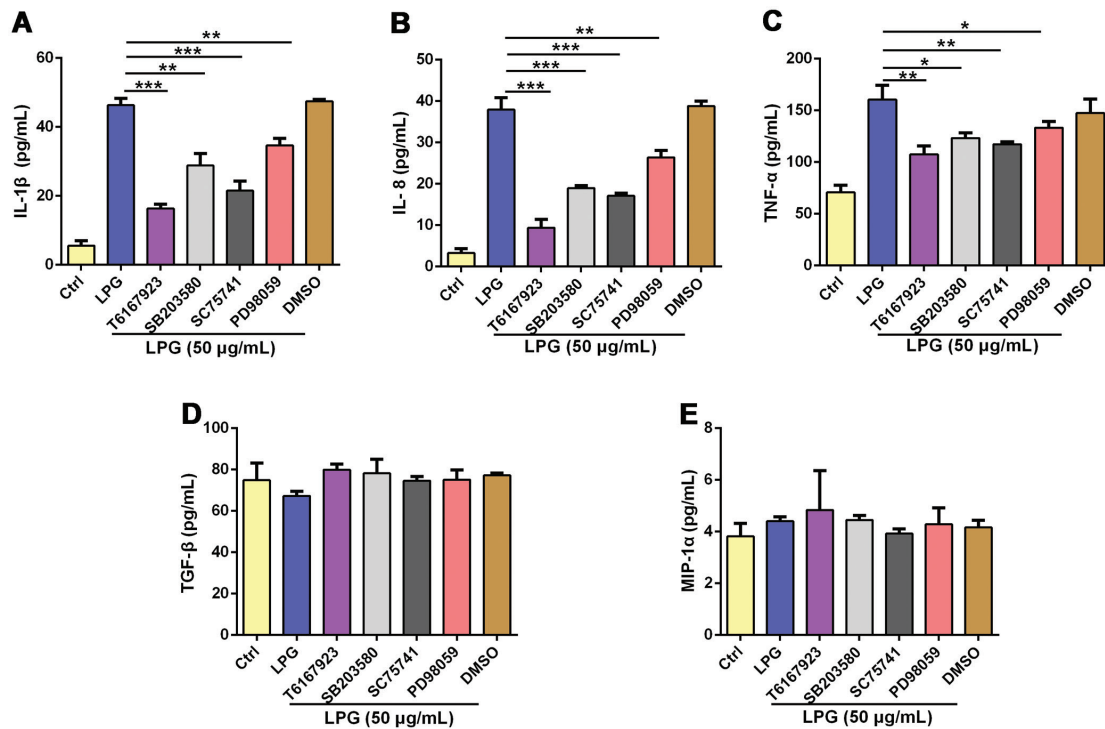 A
**
***
**
***
IL-1β (pg/mL)
60
40
20
0
Ctrl
LPG
T6167923
SB203580
SC75741
PD98059
DMSO
LPG (50 μg/mL)
B
**
***
***
***
IL- 8 (pg/mL)
50
40
30
20
10
0
Ctrl
LPG
T6167923
SB203580
SC75741
PD98059
DMSO
LPG (50 μg/mL)
C
*
**
*
**
TNF-α (pg/mL)
200
150
100
50
0
Ctrl
LPG
T6167923
SB203580
SC75741
PD98059
DMSO
LPG (50 μg/mL)
D
TGF-β (pg/mL)
100
80
60
40
20
0
Ctrl
LPG
T6167923
SB203580
SC75741
PD98059
DMSO
LPG (50 μg/mL)
E
MIP-1α (pg/mL)
8
6
4
2
0
Ctrl
LPG
T6167923
SB203580
SC75741
PD98059
DMSO
LPG (50 μg/mL)